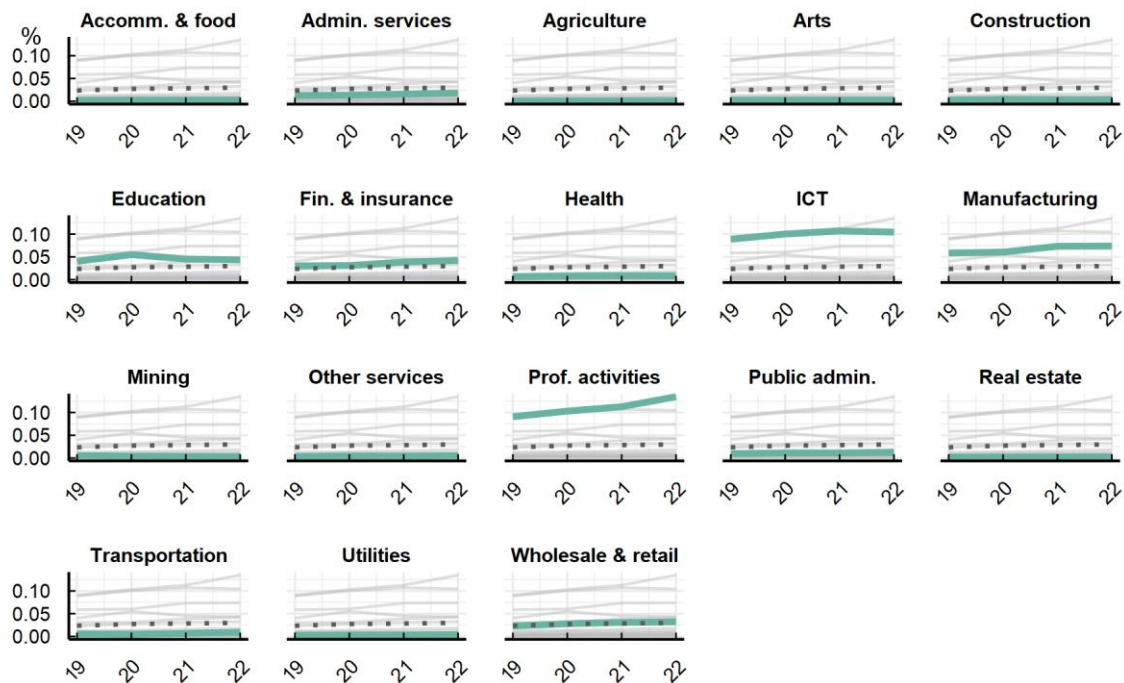 Accomm. & food Admin. services Agriculture Arts Construction
%
0.10
0.05
0.00
19 20 21 22 19 20 21 22 19 20 21 22 19 20 21 22 19 20 21 22
Education Fin. & insurance Health ICT Manufacturing
0.10
0.05
0.00
19 20 21 22 19 20 21 22 19 20 21 22 19 20 21 22 19 20 21 22
Mining Other services Prof. activities Public admin. Real estate
0.10
0.05
0.00
19 20 21 22 19 20 21 22 19 20 21 22 19 20 21 22 19 20 21 22
Transportation Utilities Wholesale & retail
0.10
0.05
0.00
19 20 21 22 19 20 21 22 19 20 21 22